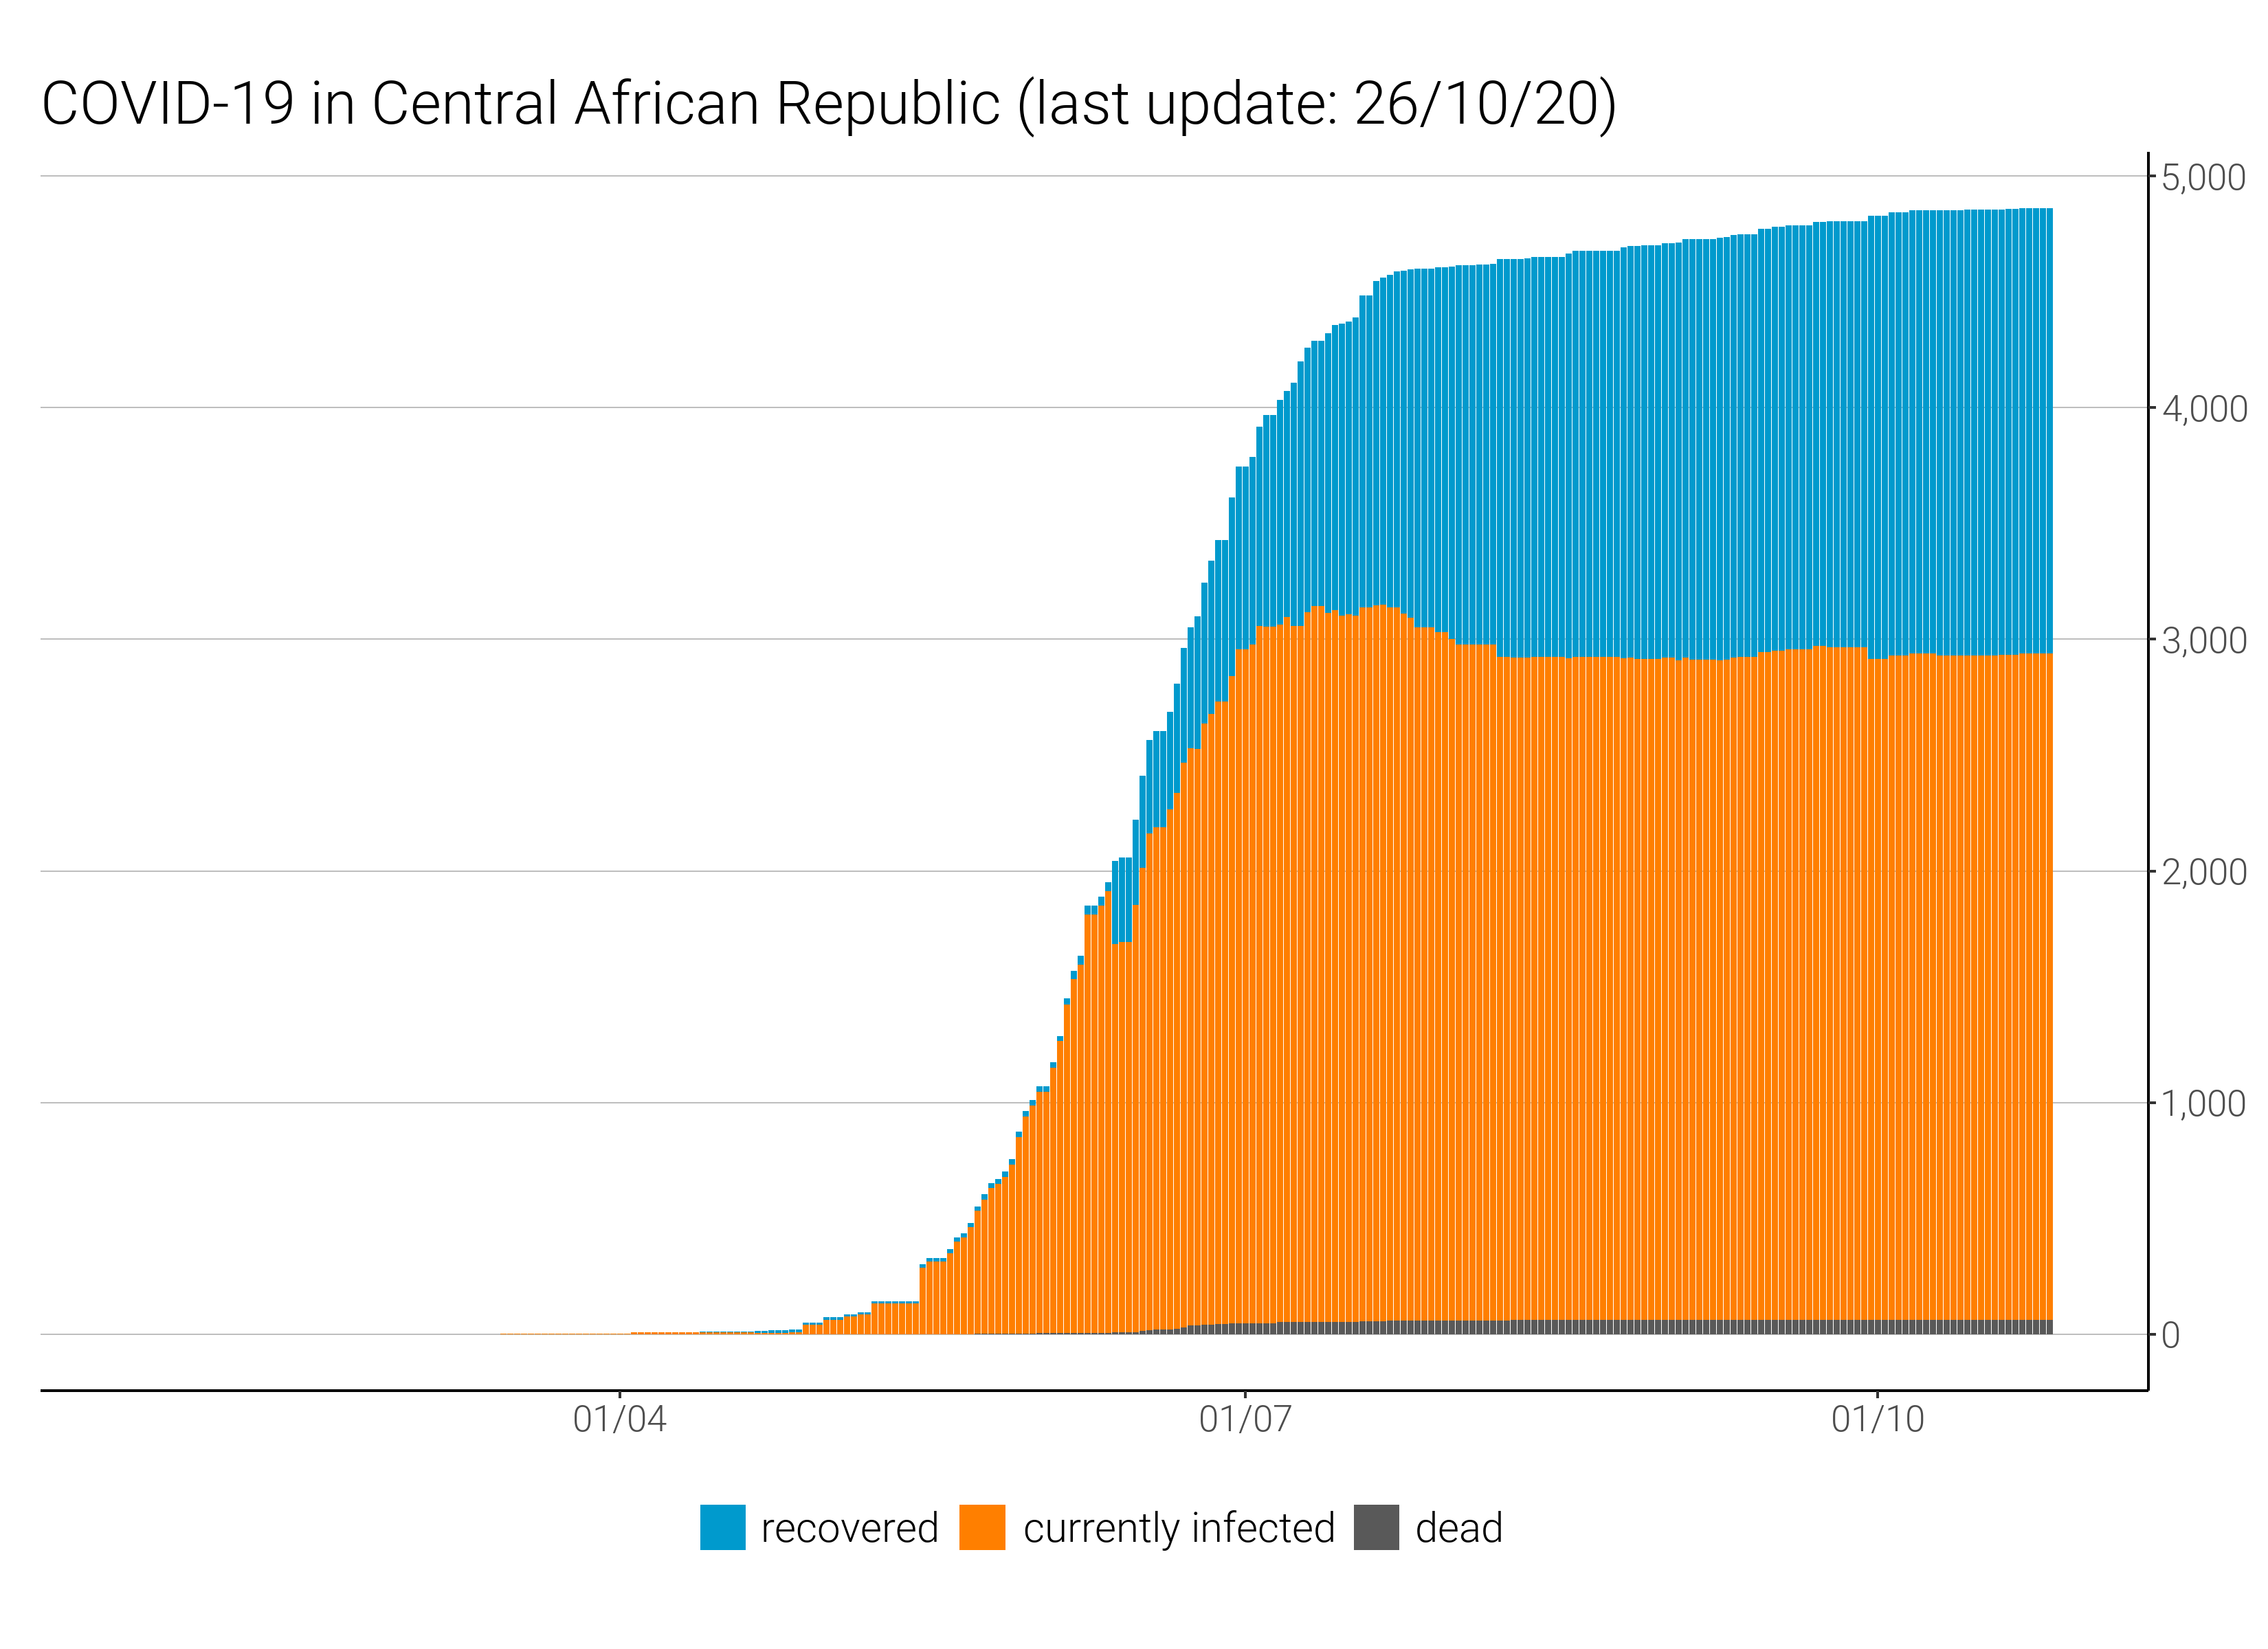 COVID-19 in Central African Republic (last update: 26/10/20)
5,000
4,000
3,000
2,000
1,000
0
01/04 01/07 01/10
recovered currently infected dead